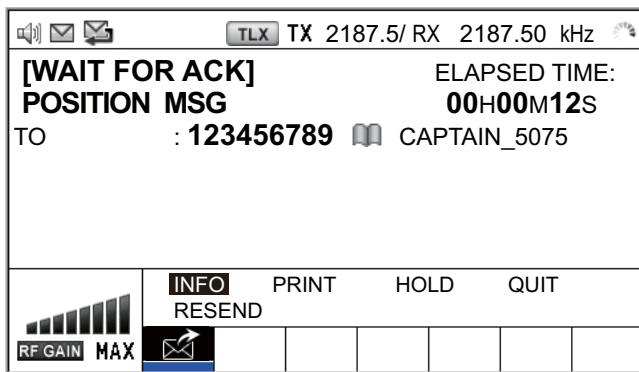 TLX TX 2187.5/ RX 2187.50 kHz
[WAIT FOR ACK] ELAPSED TIME:
POSITION MSG 00H00M12S
TO : 123456789 CAPTAIN_5075
INFO PRINT HOLD QUIT
RESEND
RF GAIN MAX